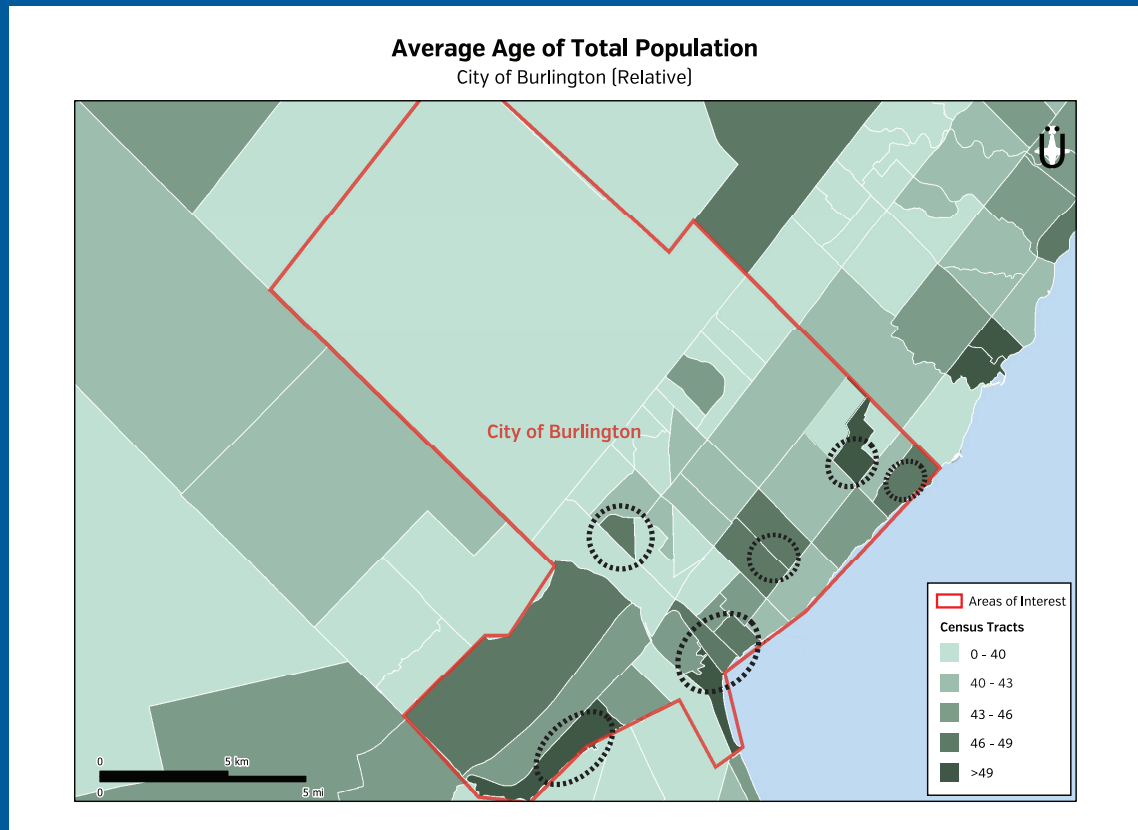 Average Age of Total Population
City of Burlington (Relative)
Ü
City of Burlington
Areas of Interest
Census Tracts
0 - 40
40 - 43
43 - 46
46 - 49
>49
0 5 km
0 5 mi